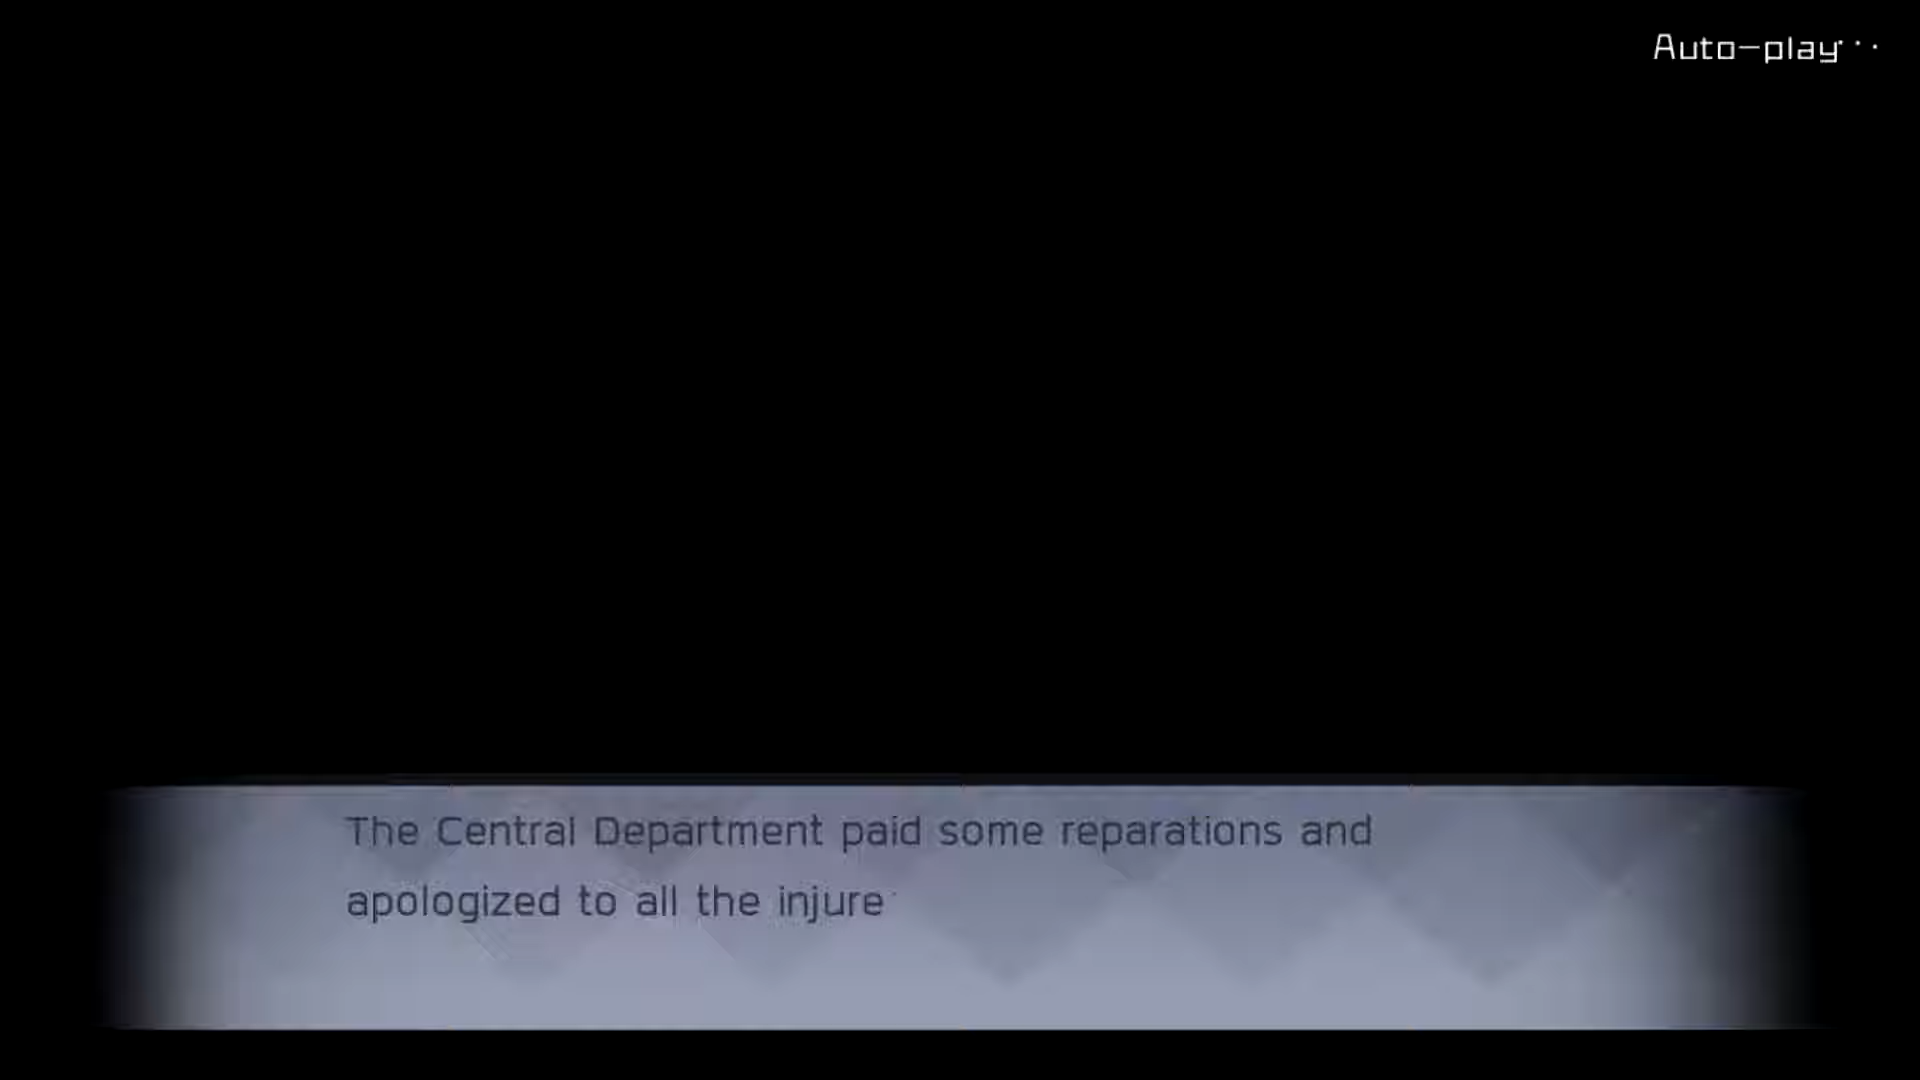 Auto-play···
The Central Department paid some reparations and
apologized to all the injure